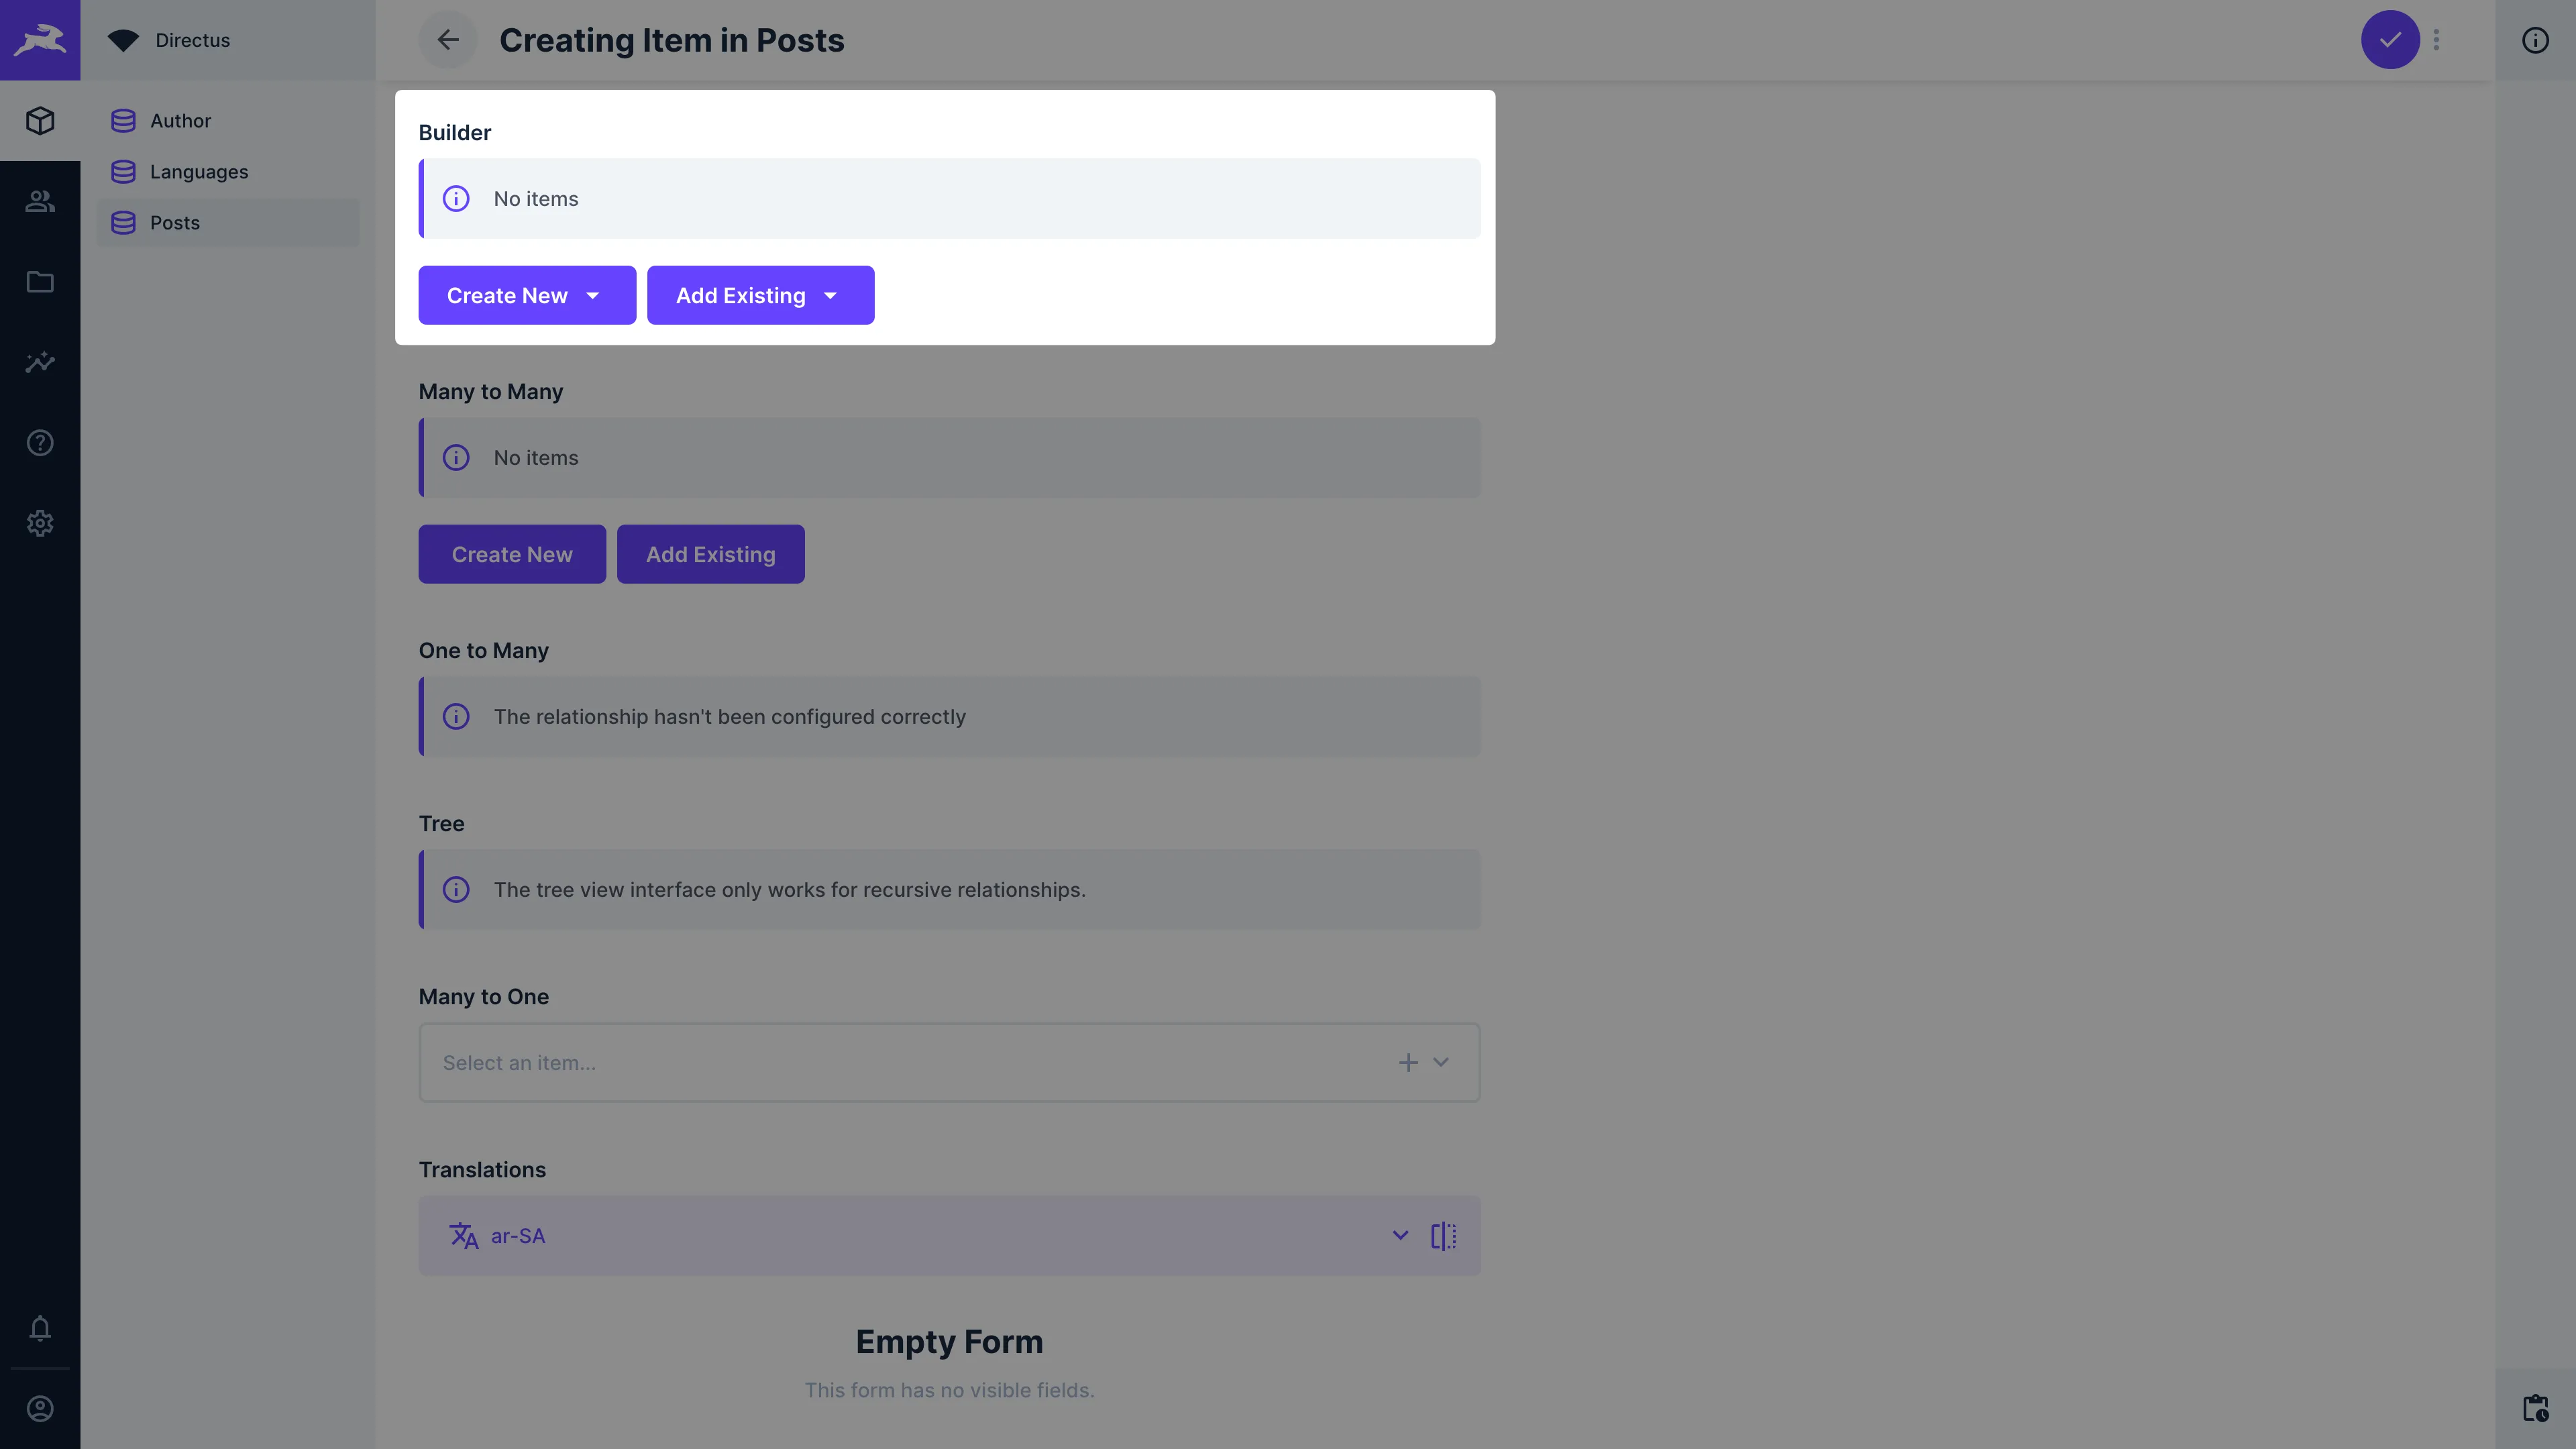 Directus
Creating Item in Posts
Author
Languages
Posts
Builder
No items
Create New
Add Existing
Many to Many
No items
Create New
Add Existing
One to Many
The relationship hasn't been configured correctly
Tree
The tree view interface only works for recursive relationships.
Many to One
Select an item...
Translations
ar-SA
Empty Form
This form has no visible fields.